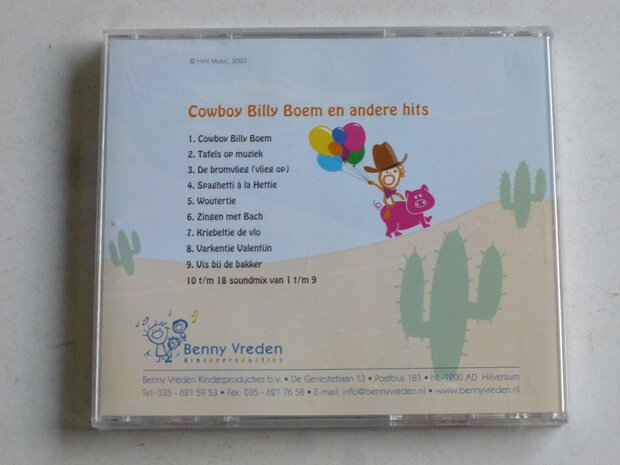 © Hint Music, 2003
Cowboy Billy Boem en andere hits
1. Cowboy Billy Boem
2. Tafels op muziek
3. De bromvlieg (vlieg op)
4. Spaghetti à la Hettie
5. Woutertie
6. Zingen met Bach
7. Kriebeltie de vlo
8. Varkentie Valentijn
9. Vis bij de bakker
10 t/m 18 soundmix van 1 t/m 9
Benny Vreden
Kinderproducties
Benny Vreden Kinderproducties b.v. • De Genestetlaan 13 • Postbus 181 • NL-1200 AD Hilversum
Tel: 035 - 621 59 53 • Fax: 035 - 621 76 58 • E-mail: info@bennyvreden.nl • www.bennyvreden.nl